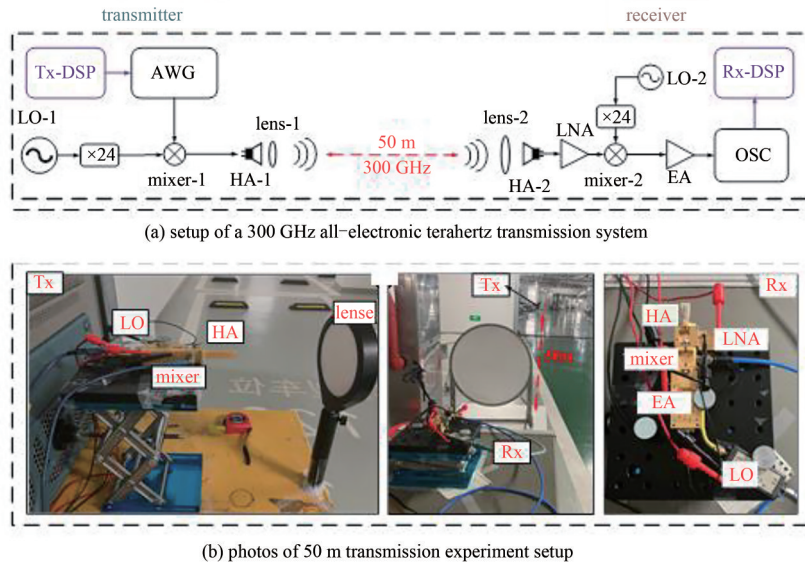 transmitter
receiver
Tx-DSP
AWG
LO-1
×24
mixer-1
HA-1
lens-1
50 m
300 GHz
lens-2
HA-2
LNA
mixer-2
×24
LO-2
EA
OSC
Rx-DSP
(a) setup of a 300 GHz all-electronic terahertz transmission system
Tx
LO
HA
mixer
lense
Tx
Rx
Rx
HA
LNA
mixer
EA
LO
(b) photos of 50 m transmission experiment setup